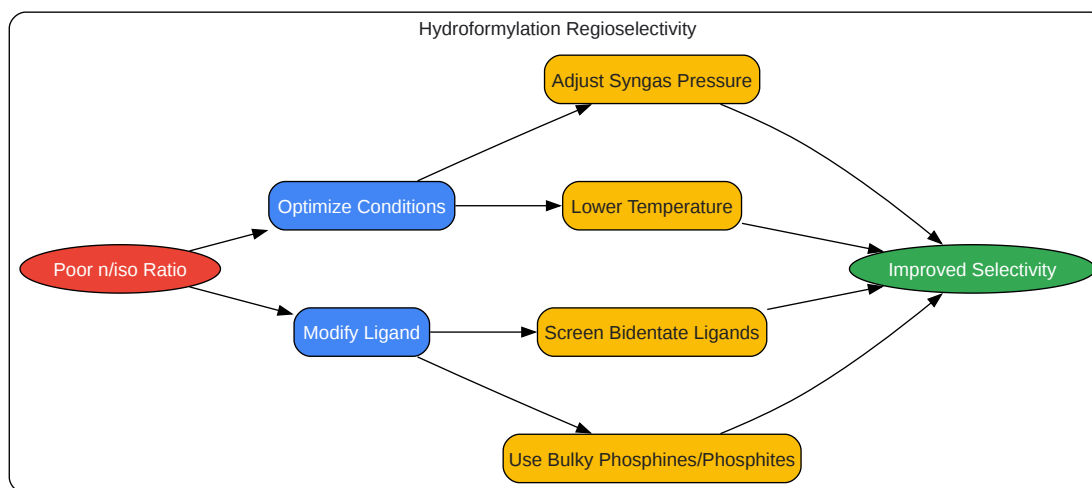 Hydroformylation Regioselectivity
Adjust Syngas Pressure
Optimize Conditions
Lower Temperature
Poor n/iso Ratio
Improved Selectivity
Modify Ligand
Screen Bidentate Ligands
Use Bulky Phosphines/Phosphites